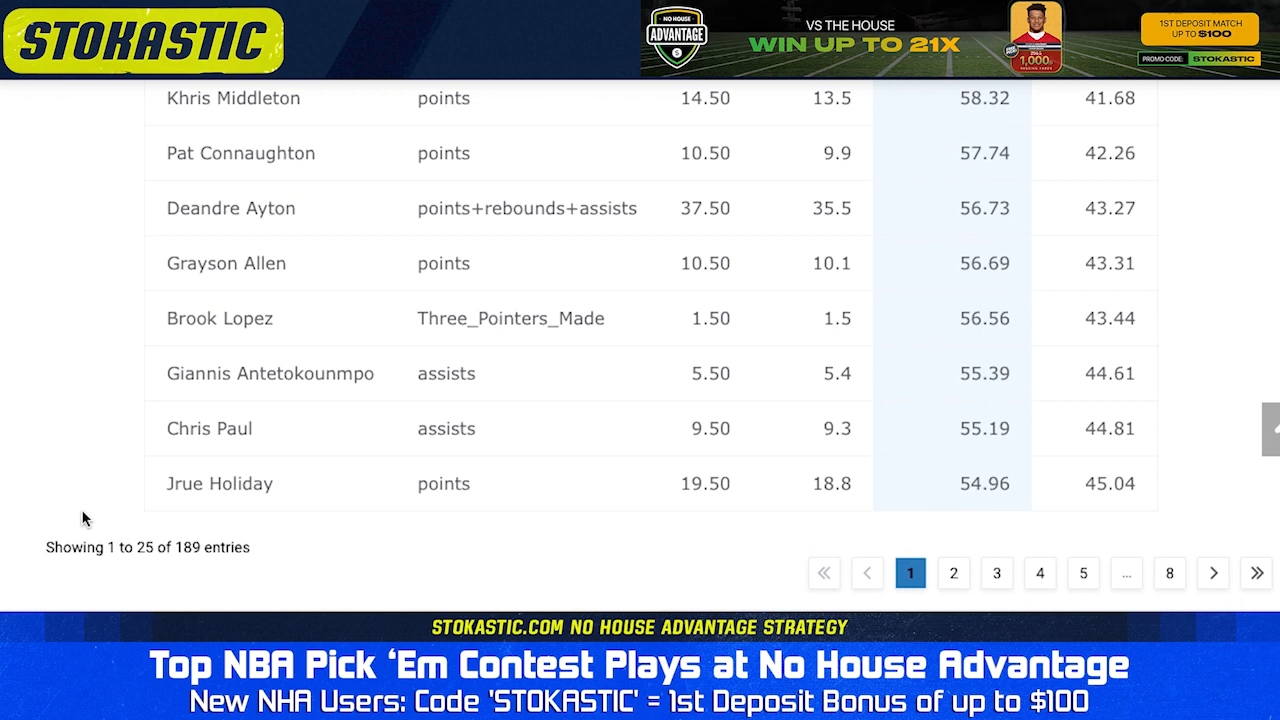 STOKASTIC
NO HOUSE
ADVANTAGE
VS THE HOUSE
WIN UP TO 21X
1,000
1ST DEPOSIT MATCH
UP TO $100
PROMO CODE: STOKASTIC
Khris Middleton points 14.50 13.5 58.32 41.68
Pat Connaughton points 10.50 9.9 57.74 42.26
Deandre Ayton points+rebounds+assists 37.50 35.5 56.73 43.27
Grayson Allen points 10.50 10.1 56.69 43.31
Brook Lopez Three_Pointers_Made 1.50 1.5 56.56 43.44
Giannis Antetokounmpo assists 5.50 5.4 55.39 44.61
Chris Paul assists 9.50 9.3 55.19 44.81
Jrue Holiday points 19.50 18.8 54.96 45.04
Showing 1 to 25 of 189 entries
1 2 3 4 5 ... 8
STOKASTIC.COM NO HOUSE ADVANTAGE STRATEGY
Top NBA Pick ‘Em Contest Plays at No House Advantage
New NHA Users: Code 'STOKASTIC' = 1st Deposit Bonus of up to $100